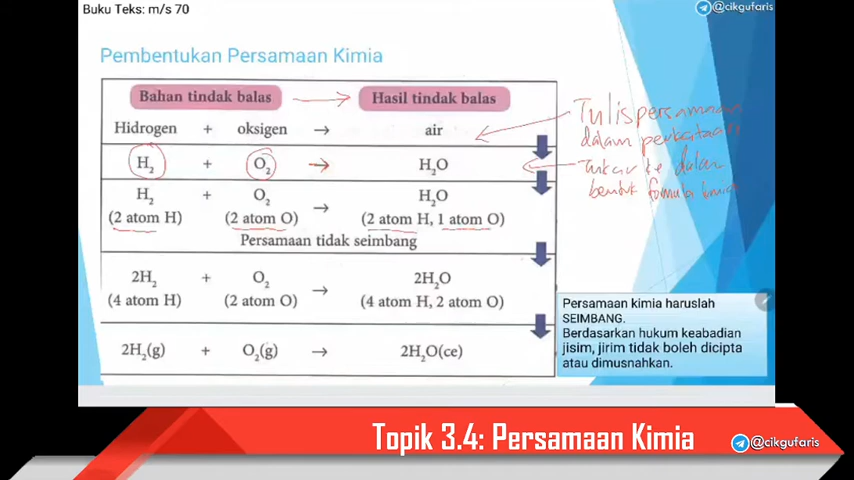 Buku Teks: m/s 70
@cikgufaris
Pembentukan Persamaan Kimia
Bahan tindak balas
Hasil tindak balas
Hidrogen + oksigen → air
H₂ + O₂ → H₂O
H₂ + O₂ → H₂O
(2 atom H) (2 atom O) (2 atom H, 1 atom O)
Persamaan tidak seimbang
2H₂ + O₂ → 2H₂O
(4 atom H) (2 atom O) (4 atom H, 2 atom O)
2H₂(g) + O₂(g) → 2H₂O(ce)
Tulis persamaan
dalam perkataan
Tukar ke dalam
bentuk formula kimia
Persamaan kimia haruslah
SEIMBANG.
Berdasarkan hukum keabadian
jisim, jirim tidak boleh dicipta
atau dimusnahkan.
Topik 3.4: Persamaan Kimia
@cikgufaris